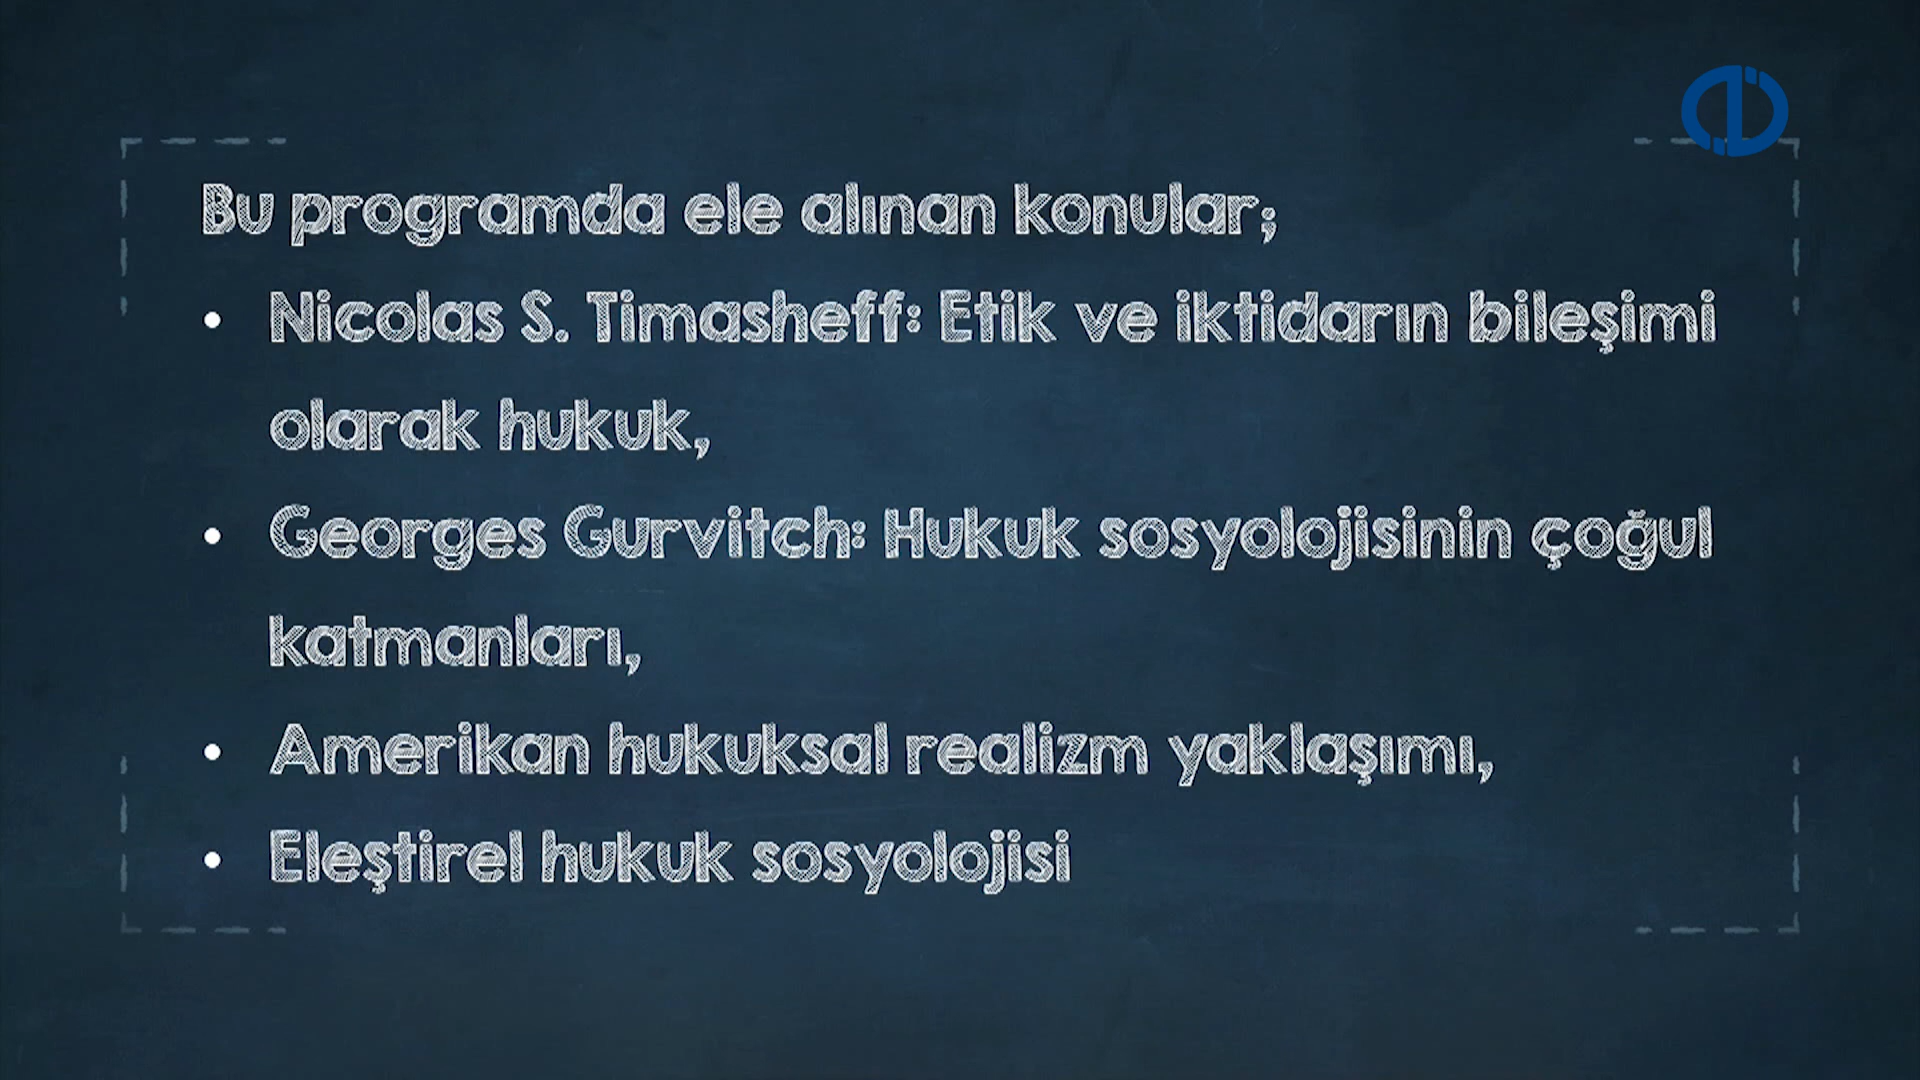 Bu programda ele alınan konular;
• Nicolas S. Timasheff: Etik ve iktidarın bileşimi
olarak hukuk,
• Georges Gurvitch: Hukuk sosyolojisinin çoğul
katmanları,
• Amerikan hukuksal realizm yaklaşımı,
• Eleştirel hukuk sosyolojisi